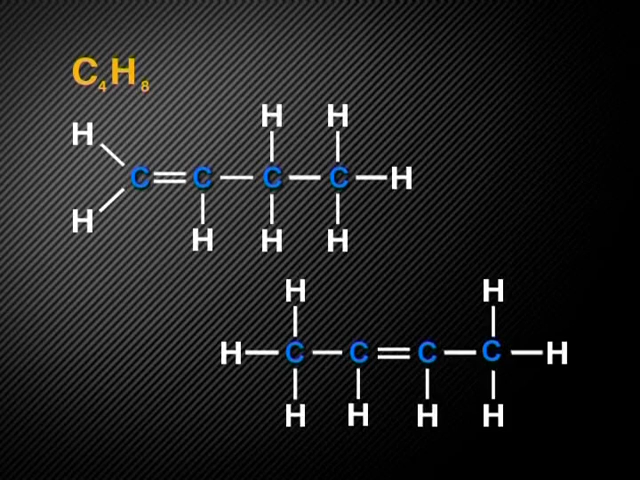 C₄H₈
H H H
C=C—C—C—H
H H H H
H H
H—C—C=C—C—H
H H H H